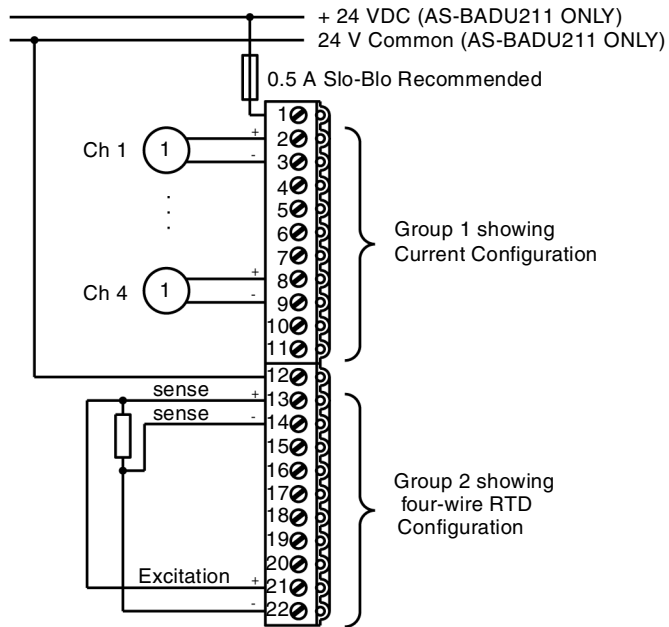 + 24 VDC (AS-BADU211 ONLY)
24 V Common (AS-BADU211 ONLY)
0.5 A Slo-Blo Recommended
1
+ 2
Ch 1 1
- 3
4
5
6
7
Group 1 showing
Current Configuration
+ 8
Ch 4 1
- 9
10
11
12
sense + 13
sense - 14
15
16
17
18
19
20
Group 2 showing
four-wire RTD
Configuration
Excitation + 21
- 22